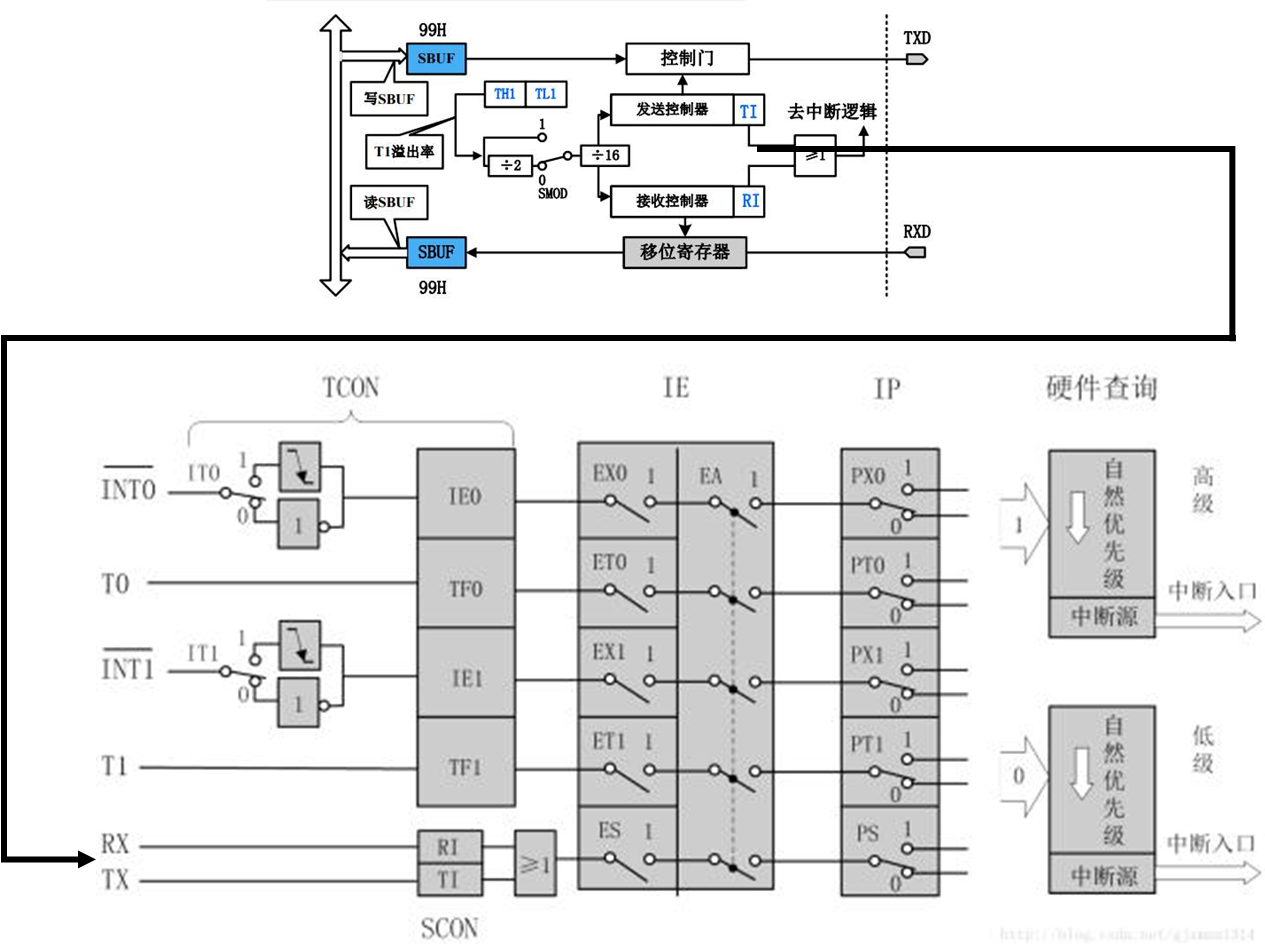 99H
TXD
SBUF
控制门
写SBUF
TH1 TL1
发送控制器 TI
去中断逻辑
T1溢出率
1
÷2
÷16
≥1
0
SMOD
读SBUF
接收控制器 RI
RXD
SBUF
移位寄存器
99H
TCON IE IP 硬件查询
INT0 IT0 1 0 1 IE0 EX0 1 EA 1 PX0 1 0
T0 TF0 ET0 1 PT0 1 0
INT1 IT1 1 0 1 IE1 EX1 1 PX1 1 0
T1 TF1 ET1 1 PT1 1 0
RX RI
TX TI
≥1
ES 1
PS 1 0
SCON
1
自然优先级
高级
中断源
中断入口
0
自然优先级
低级
中断源
中断入口